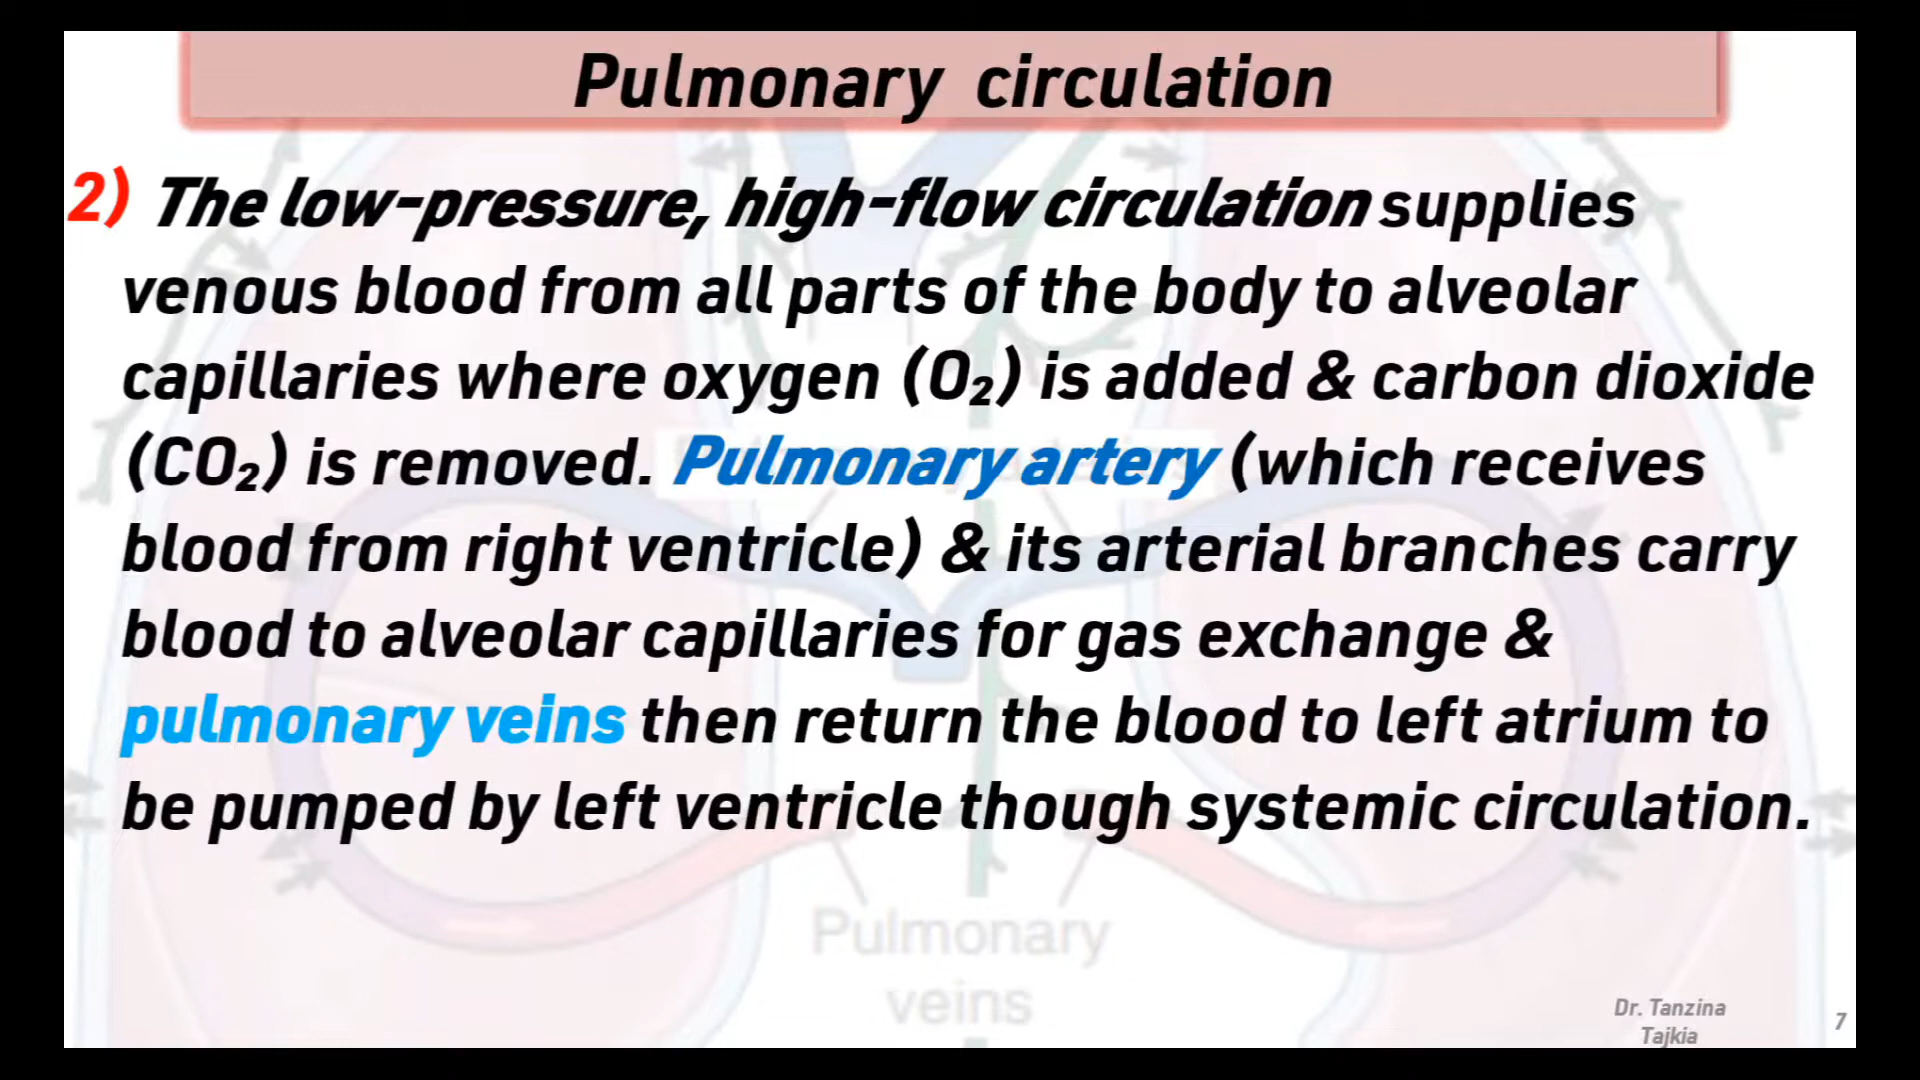 Pulmonary circulation
2) The low-pressure, high-flow circulation supplies
venous blood from all parts of the body to alveolar
capillaries where oxygen (O₂) is added & carbon dioxide
(CO₂) is removed. Pulmonary artery (which receives
blood from right ventricle) & its arterial branches carry
blood to alveolar capillaries for gas exchange &
pulmonary veins then return the blood to left atrium to
be pumped by left ventricle though systemic circulation.
Pulmonary
veins
Dr. Tanzina
Tajkia
7